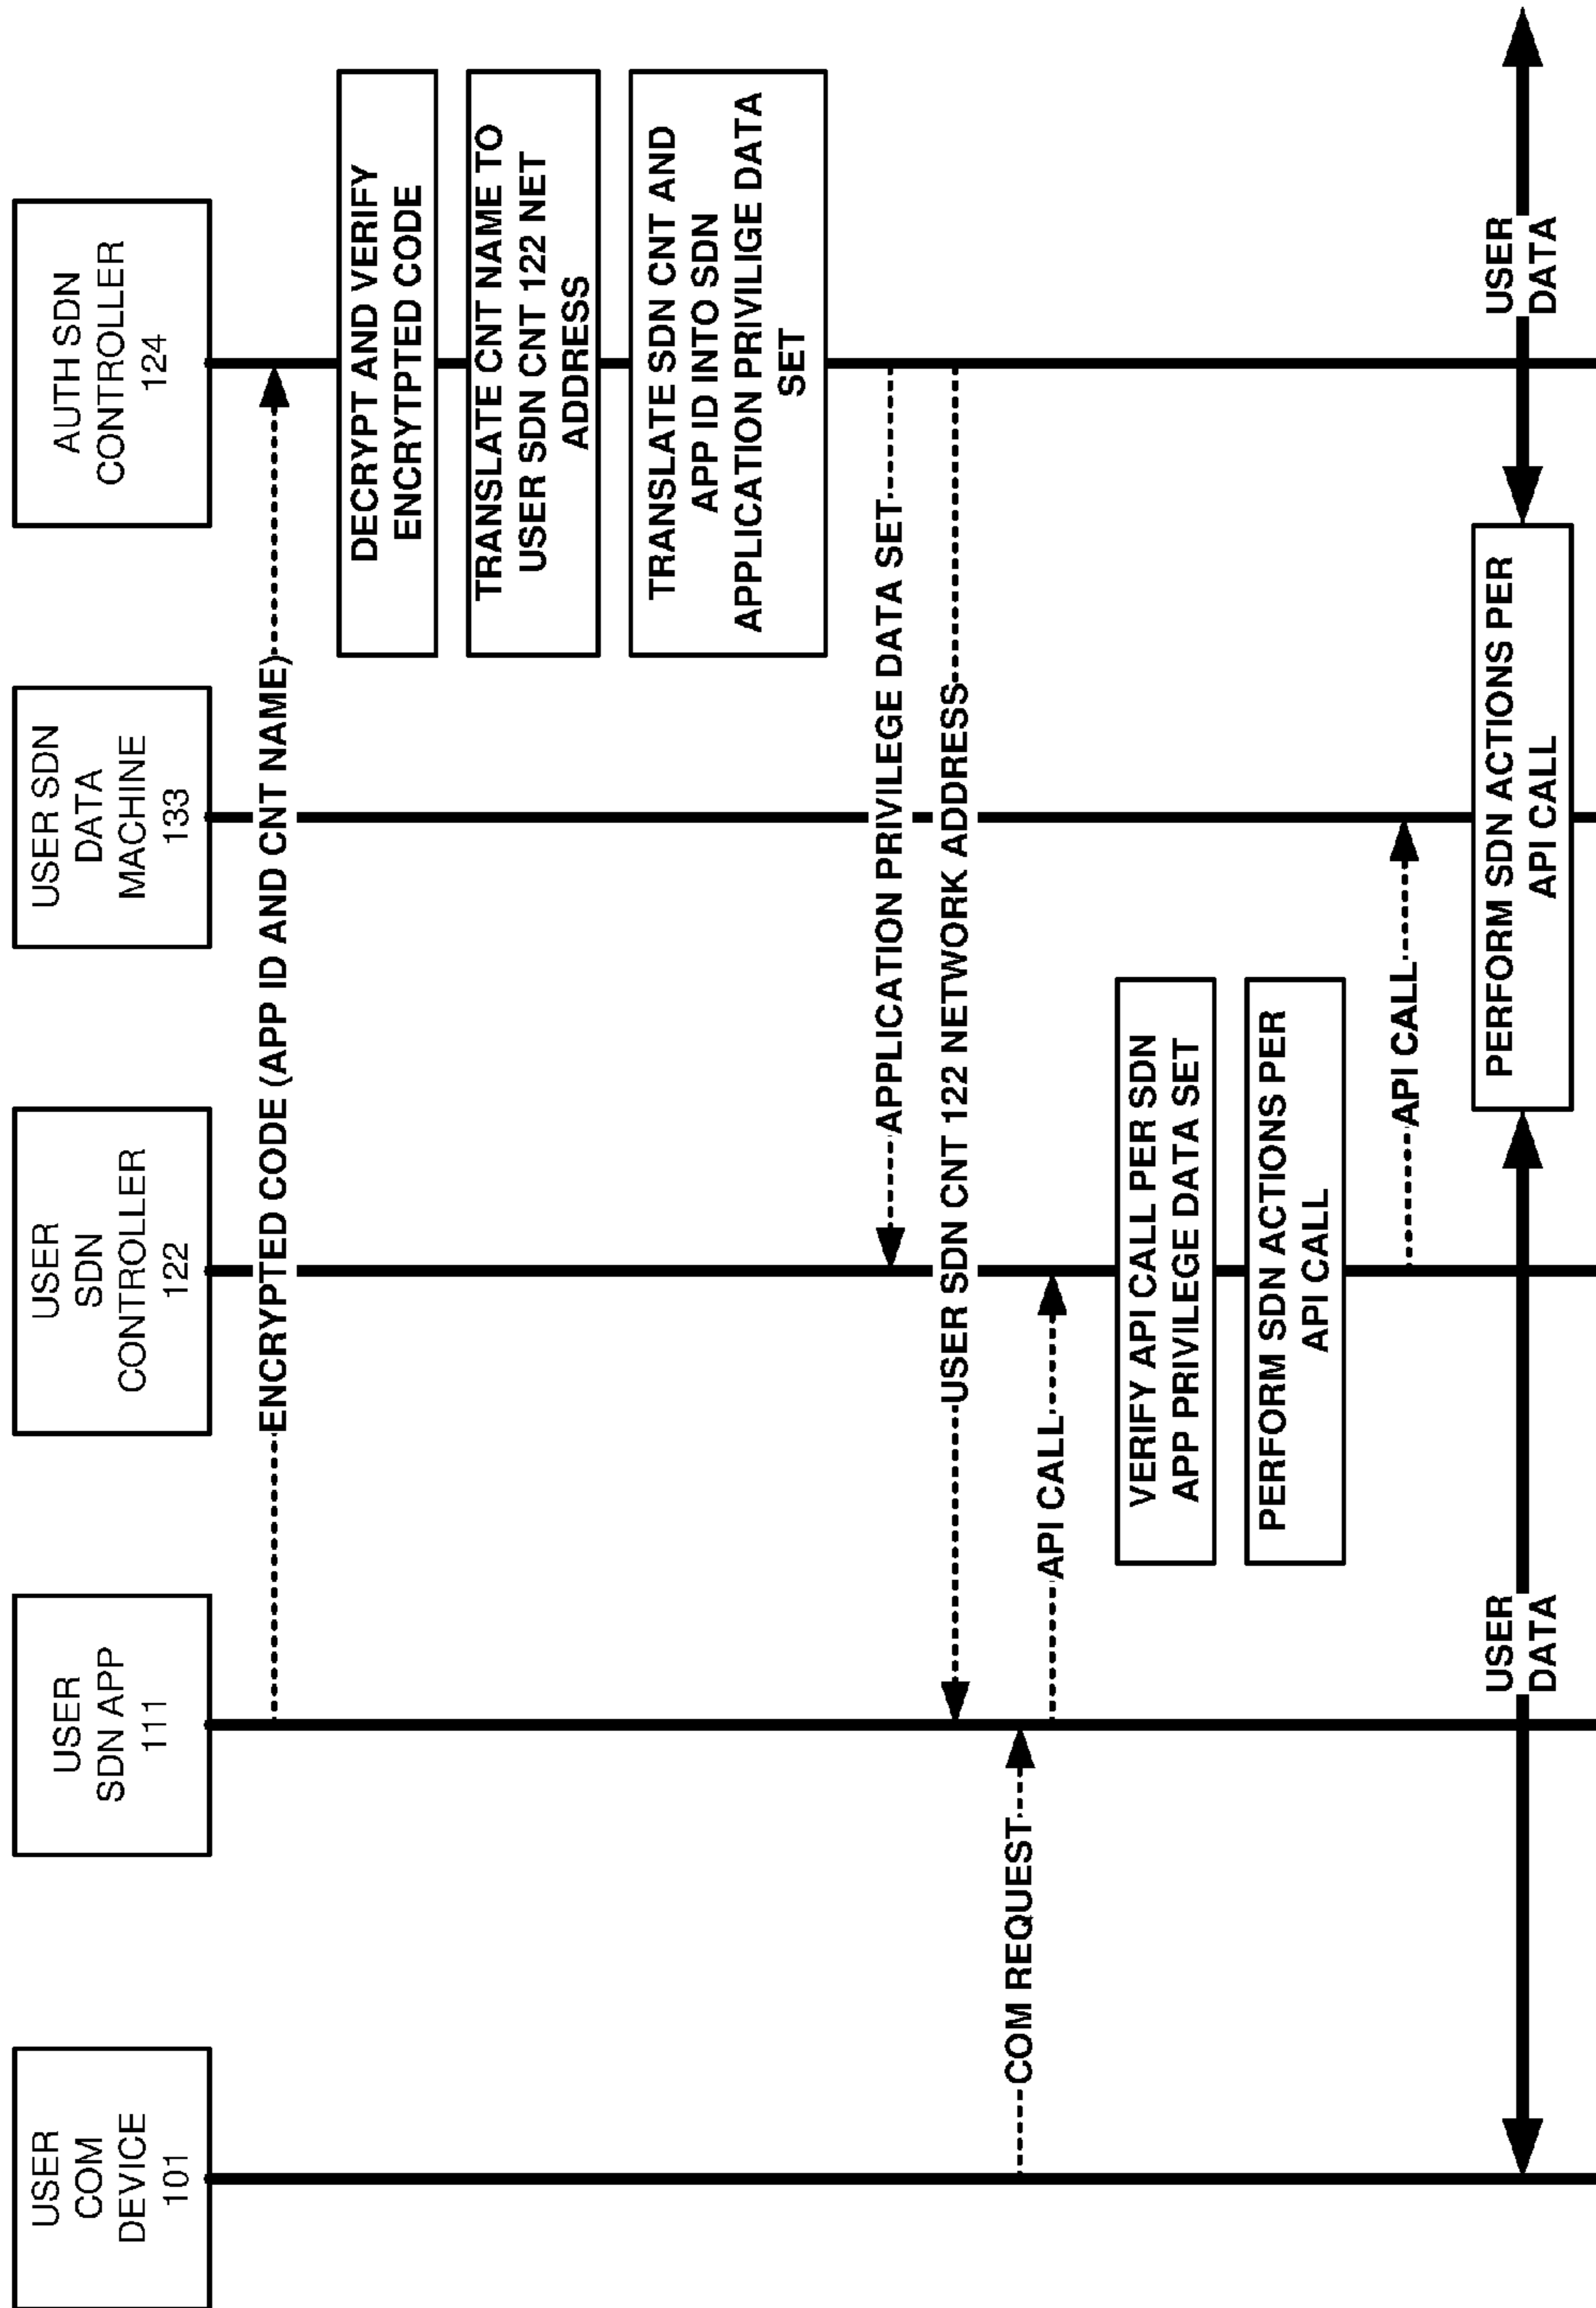 USER
COM
DEVICE
101
USER
SDN APP
111
USER
SDN
CONTROLLER
122
USER SDN
DATA
MACHINE
133
AUTH SDN
CONTROLLER
124
ENCRYPTED CODE (APP ID AND CNT NAME)
DECRYPT AND VERIFY
ENCRYTPED CODE
TRANSLATE CNT NAME TO
USER SDN CNT 122 NET
ADDRESS
TRANSLATE SDN CNT AND
APP ID INTO SDN
APPLICATION PRIVILIGE DATA
SET
APPLICATION PRIVILEGE DATA SET
USER SDN CNT 122 NETWORK ADDRESS
COM REQUEST
API CALL
VERIFY API CALL PER SDN
APP PRIVILEGE DATA SET
PERFORM SDN ACTIONS PER
API CALL
API CALL
USER
DATA
PERFORM SDN ACTIONS PER
API CALL
USER
DATA